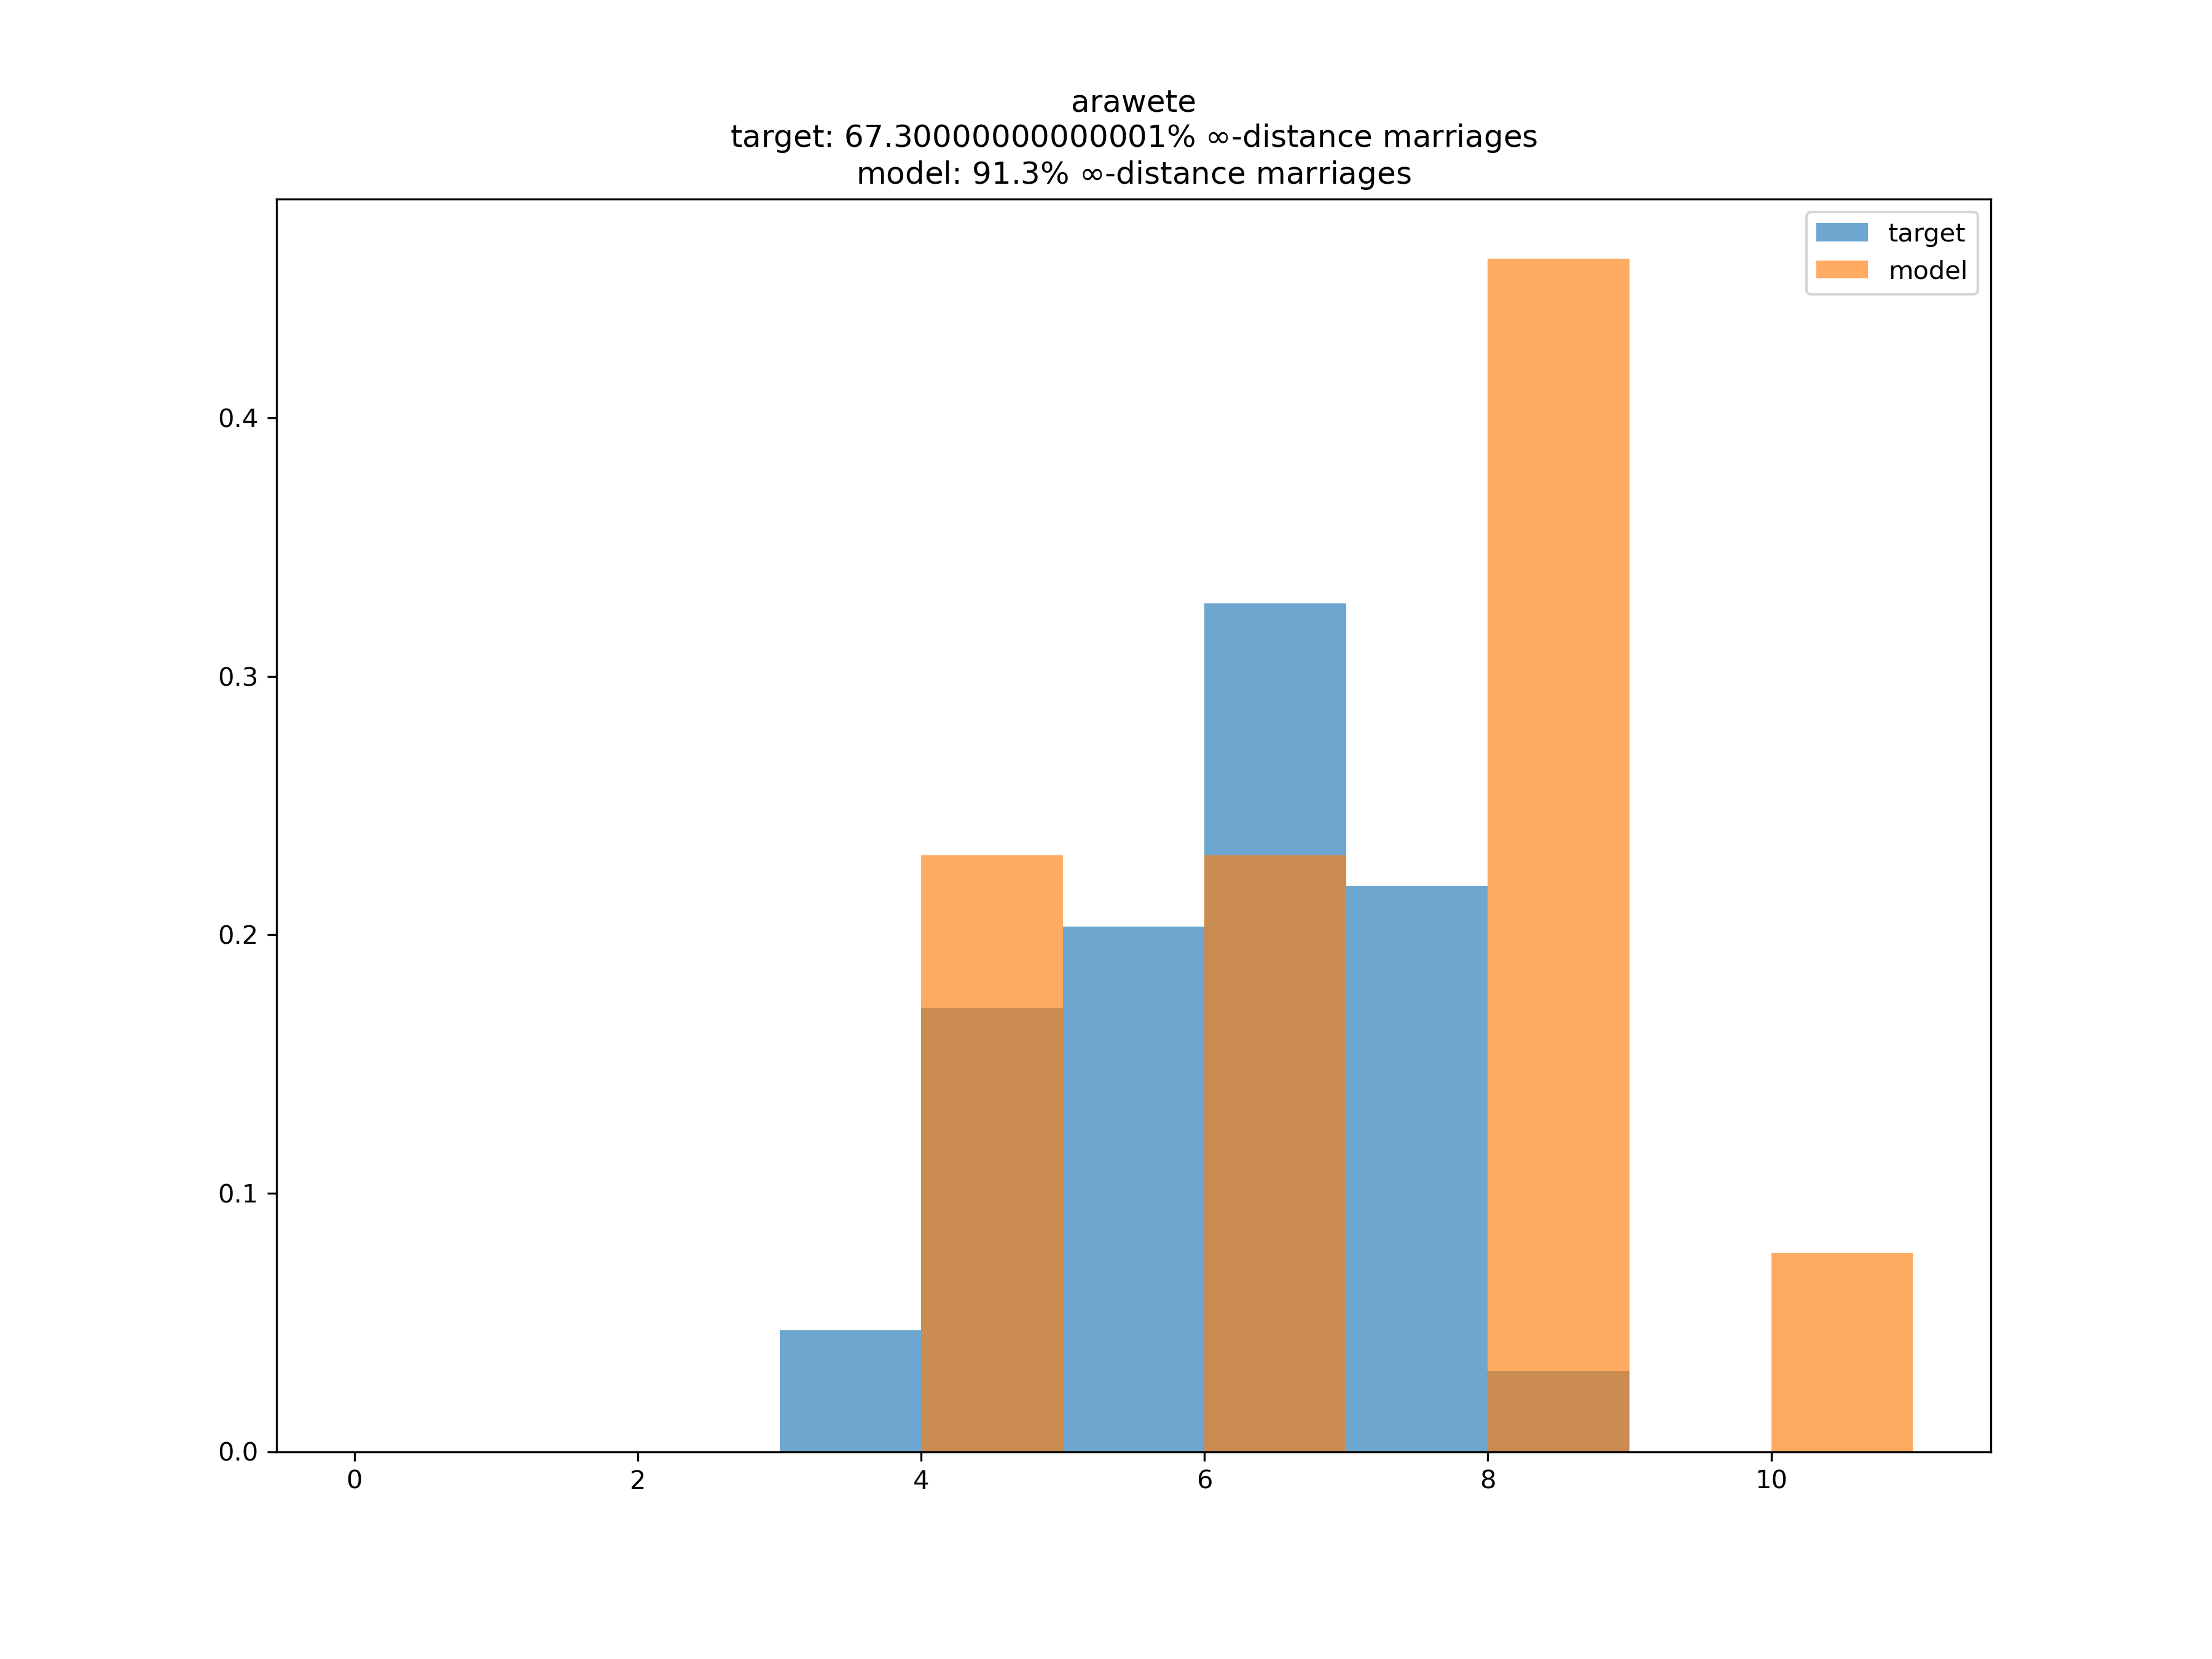 arawete
target: 67.30000000000001% ∞-distance marriages
model: 91.3% ∞-distance marriages
target
model
0.4
0.3
0.2
0.1
0.0
0 2 4 6 8 10